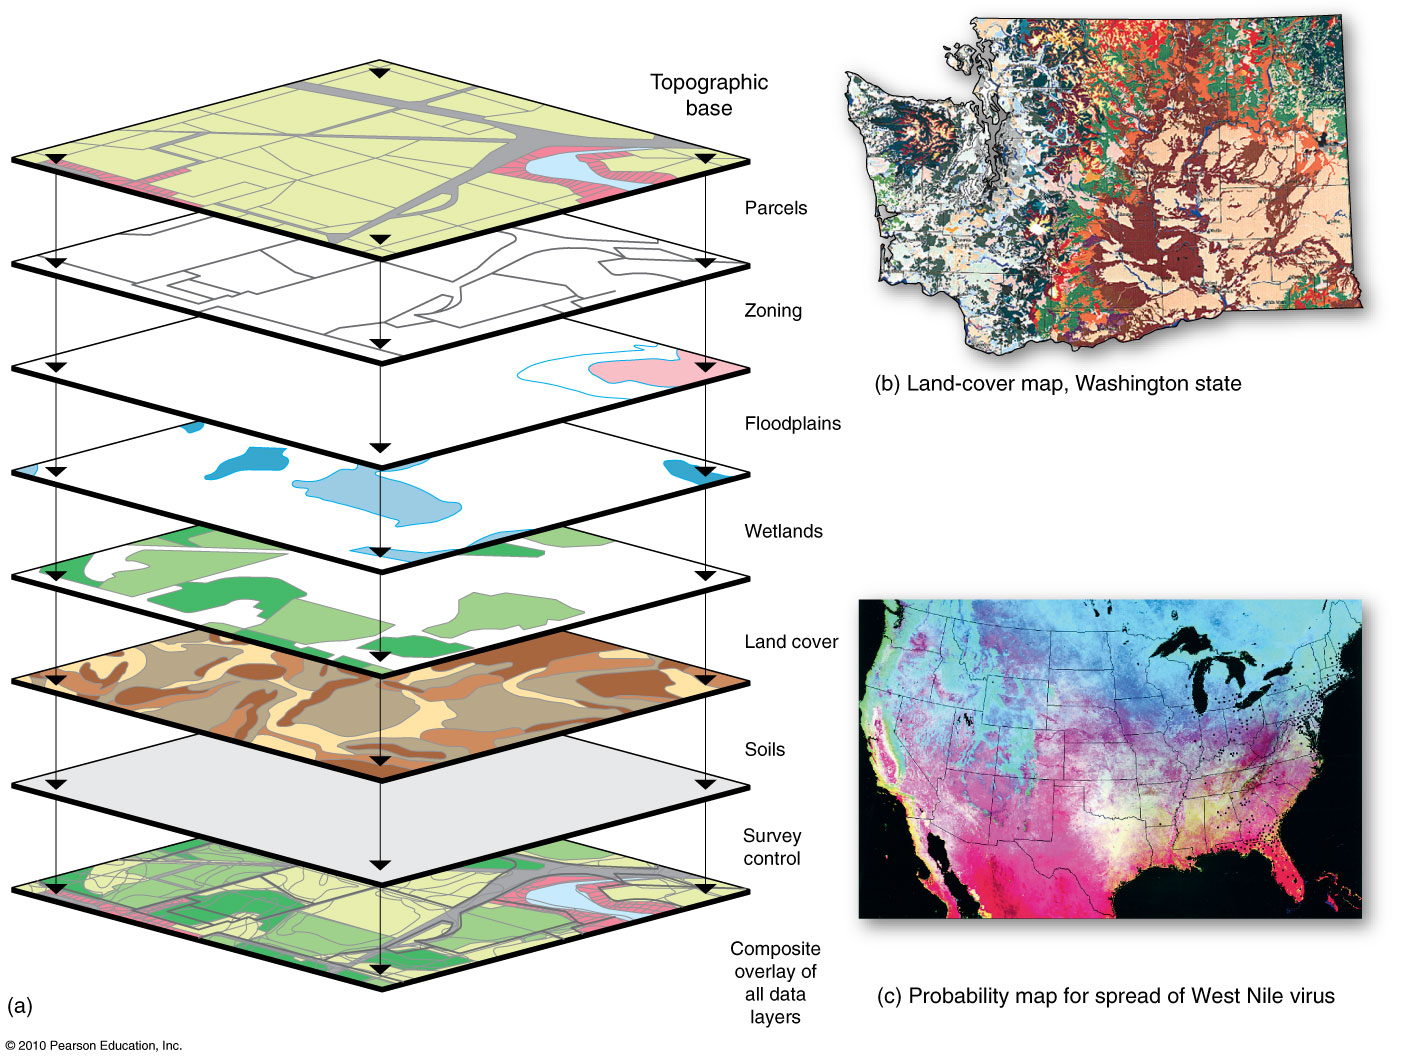 Topographic
base
Parcels
Zoning
Floodplains
Wetlands
Land cover
Soils
Survey
control
Composite
overlay of
all data
layers
(a)
(b) Land-cover map, Washington state
(c) Probability map for spread of West Nile virus
© 2010 Pearson Education, Inc.